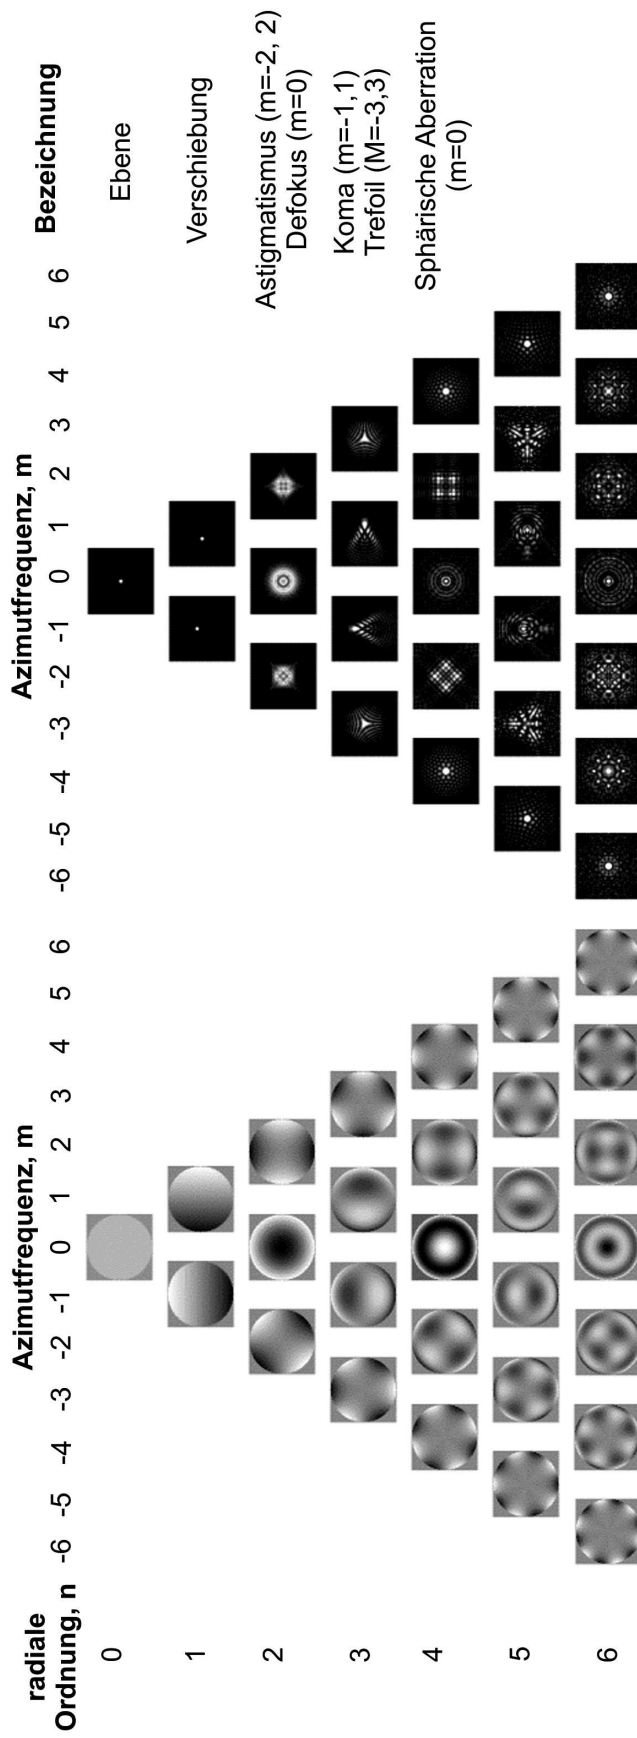 radiale
Ordnung, n
Azimutfrequenz, m
-6 -5 -4 -3 -2 -1 0 1 2 3 4 5 6
Azimutfrequenz, m
-6 -5 -4 -3 -2 -1 0 1 2 3 4 5 6
Bezeichnung
0
Ebene
1
Verschiebung
2
Astigmatismus (m=-2, 2)
Defokus (m=0)
3
Koma (m=-1,1)
Trefoil (M=-3,3)
4
Sphärische Aberration
(m=0)
5
6